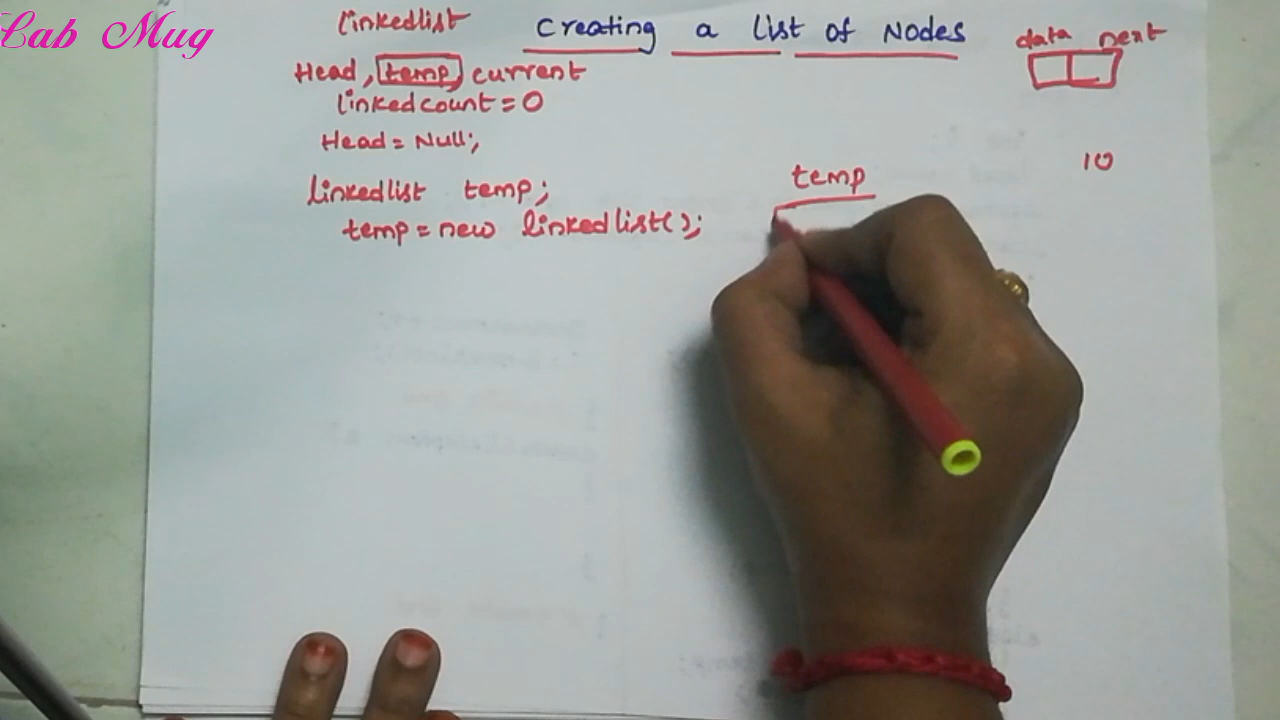 Lab Mug
linkedlist
Creating a List of Nodes
data next
Head, temp, current
linkedcount = 0
Head = Null;
10
linkedlist temp;
temp
temp = new linkedlist();